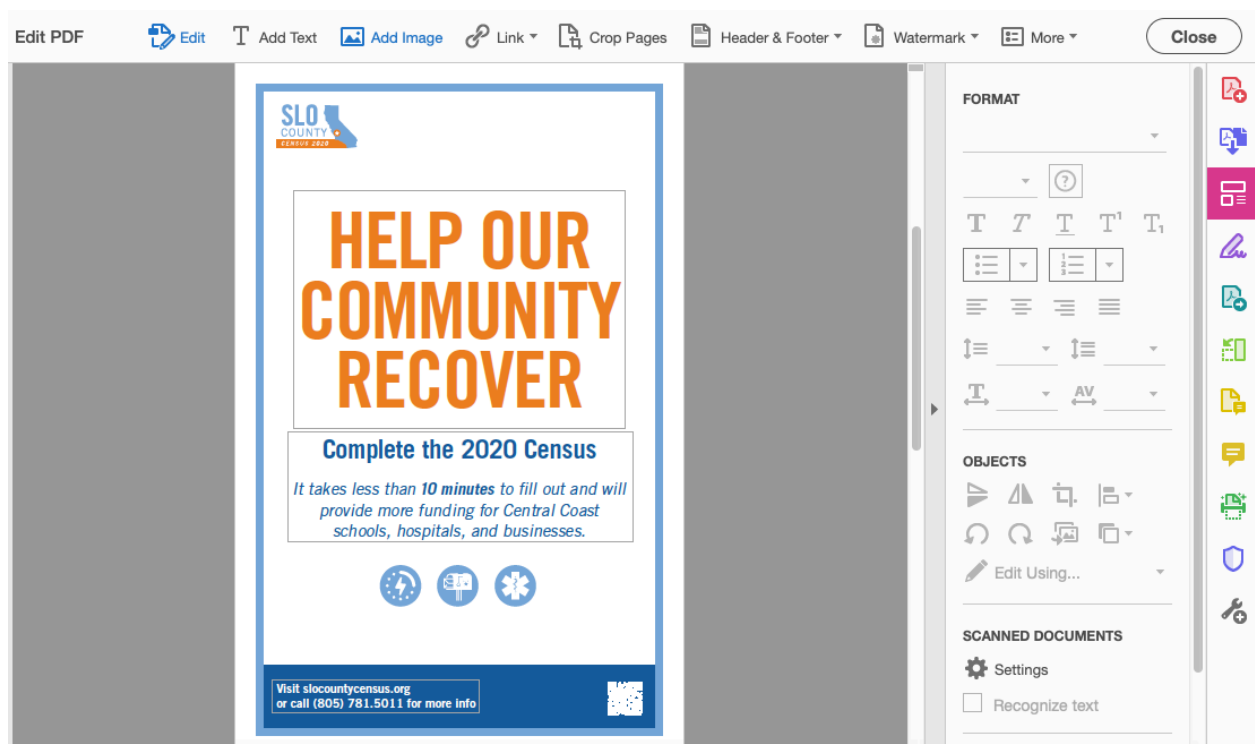 Edit PDF
Edit
Add Text
Add Image
Link
Crop Pages
Header & Footer
Watermark
More
Close
SLO
COUNTY
CENSUS 2020
HELP OUR
COMMUNITY
RECOVER
Complete the 2020 Census
It takes less than 10 minutes to fill out and will
provide more funding for Central Coast
schools, hospitals, and businesses.
Visit slocountycensus.org
or call (805) 781.5011 for more info
FORMAT
OBJECTS
Edit Using...
SCANNED DOCUMENTS
Settings
Recognize text